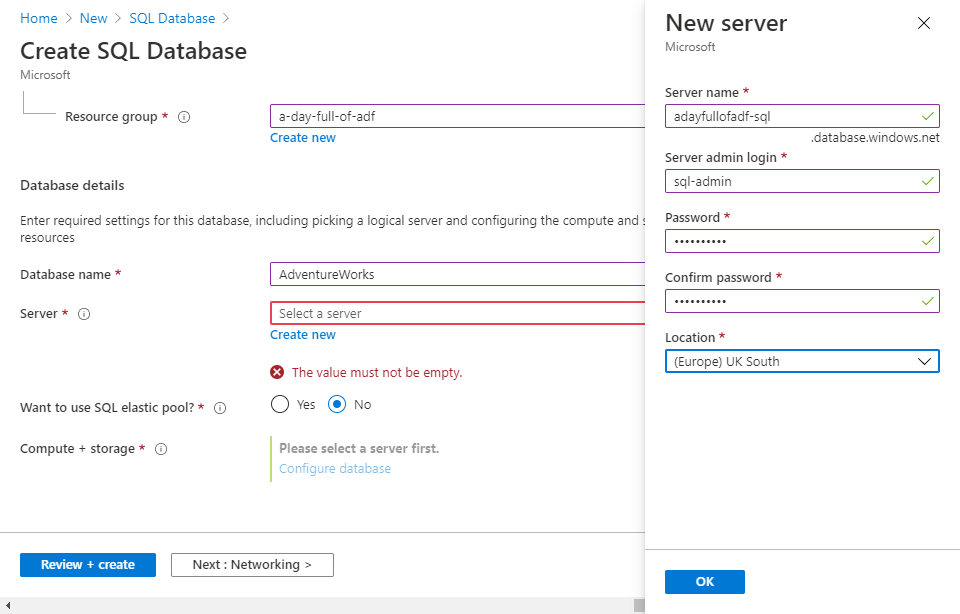 Home > New > SQL Database >
Create SQL Database
Microsoft
Resource group *
a-day-full-of-adf
Create new
Database details
Enter required settings for this database, including picking a logical server and configuring the compute and
resources
Database name *
AdventureWorks
Server *
Select a server
Create new
The value must not be empty.
Want to use SQL elastic pool? *
Yes No
Compute + storage *
Please select a server first.
Configure database
Review + create
Next : Networking >
New server
Microsoft
Server name *
adayfullofadf-sql
.database.windows.net
Server admin login *
sql-admin
Password *
••••••••••
Confirm password *
••••••••••
Location *
(Europe) UK South
OK